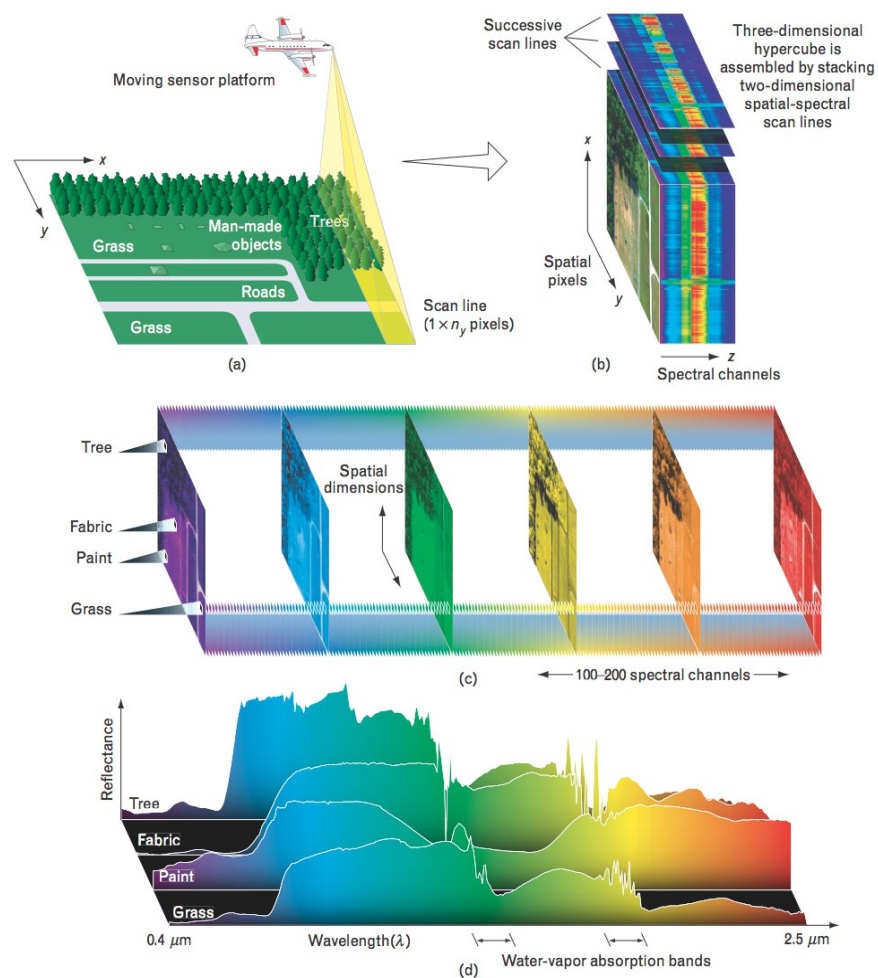 Moving sensor platform
x
y
Trees
Man-made
objects
Grass
Roads
Grass
Scan line
(1 × ny pixels)
(a)
Successive
scan lines
Three-dimensional
hypercube is
assembled by stacking
two-dimensional
spatial-spectral
scan lines
x
Spatial
pixels
y
z
Spectral channels
(b)
Tree
Fabric
Paint
Grass
Spatial
dimensions
100–200 spectral channels
(c)
Reflectance
Tree
Fabric
Paint
Grass
0.4 μm
Wavelength(λ)
2.5 μm
Water-vapor absorption bands
(d)